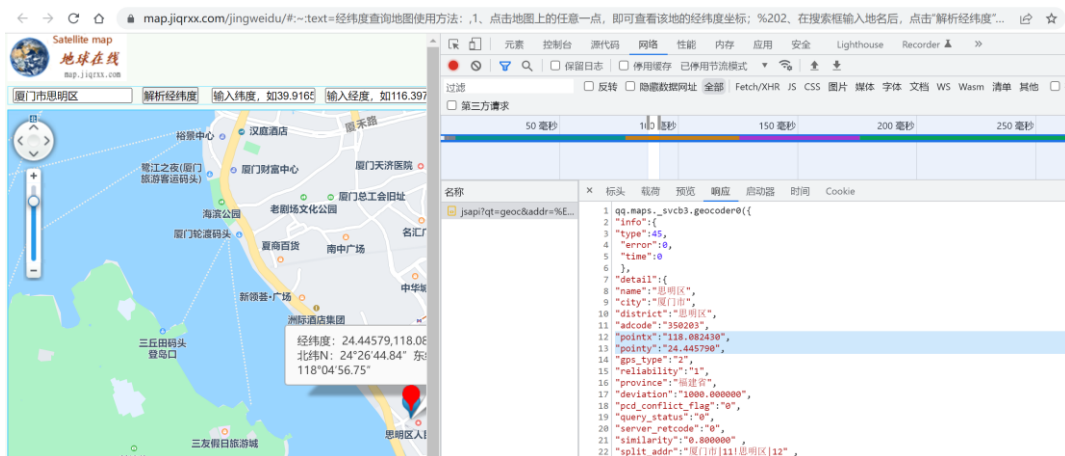 map.jiqrxx.com/jingweidu/#:~:text=经纬度查询地图使用方法：,1、点击地图上的任意一点，即可查看该地的经纬度坐标；%202、在搜索框输入地名后，点击“解析经纬度”...
Satellite map
地球在线
map.jiqrxx.com
厦门市思明区 解析经纬度 输入纬度，如39.9165 输入经度，如116.397
裕景中心
汉庭酒店
厦禾路
鹭江之夜(厦门
旅游客运码头)
厦门财富中心
厦门天济医院
厦门总工会旧址
老剧场文化公园
海滨公园
厦门轮渡码头
名汇广
夏商百货
南中广场
中华城
新领荟·广场
洲际酒店集团
三丘田码头
登岛口
经纬度：24.44579,118.08
北纬N：24°26′44.84″ 东经
118°04′56.75″
思明区人民
三友假日旅游城
元素 控制台 源代码 网络 性能 内存 应用 安全 Lighthouse Recorder »
保留日志 停用缓存 已停用节流模式
过滤 反转 隐藏数据网址 全部 Fetch/XHR JS CSS 图片 媒体 字体 文档 WS Wasm 清单 其他
第三方请求
50 毫秒 100 毫秒 150 毫秒 200 毫秒 250 毫秒
名称 × 标头 载荷 预览 响应 启动器 时间 Cookie
jsapi?qt=geoc&addr=%E...
1 qq.maps._svcb3.geocoder0({
2 "info":{
3 "type":45,
4 "error":0,
5 "time":0
6 },
7 "detail":{
8 "name":"思明区",
9 "city":"厦门市",
10 "district":"思明区",
11 "adcode":"350203",
12 "pointx":"118.082430",
13 "pointy":"24.445790",
14 "gps_type":"2",
15 "reliability":"1",
16 "province":"福建省",
17 "deviation":"1000.000000",
18 "pcd_conflict_flag":"0",
19 "query_status":"0",
20 "server_retcode":"0",
21 "similarity":"0.800000" ,
22 "split_addr":"厦门市|11!思明区|12" ,